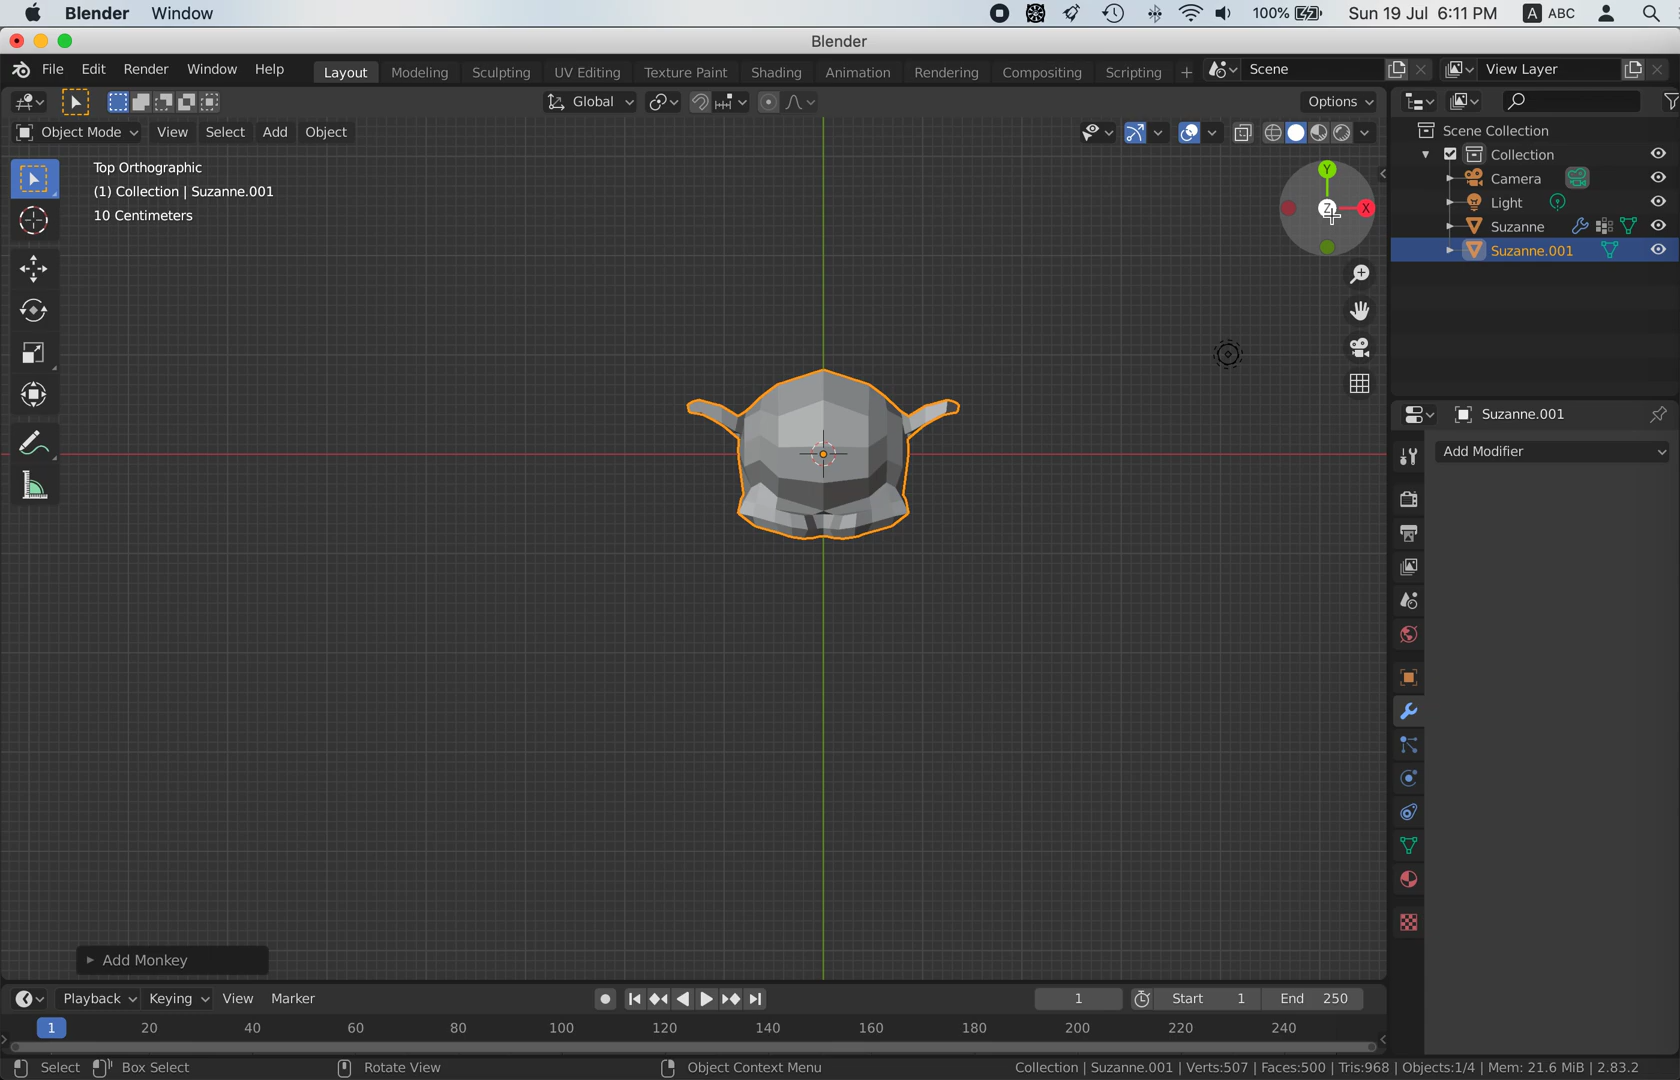 Blender Window 100% Sun 19 Jul 6:11 PM A ABC
Blender
File Edit Render Window Help Layout Modeling Sculpting UV Editing Texture Paint Shading Animation Rendering Compositing Scripting + Scene View Layer
Global Options
Object Mode View Select Add Object
Top Orthographic
(1) Collection | Suzanne.001
10 Centimeters
Y
Z
X
Scene Collection
Collection
Camera
Light
Suzanne
Suzanne.001
Suzanne.001
Add Modifier
Add Monkey
Playback Keying View Marker 1 Start 1 End 250
1 20 40 60 80 100 120 140 160 180 200 220 240
Select Box Select Rotate View Object Context Menu Collection | Suzanne.001 | Verts:507 | Faces:500 | Tris:968 | Objects:1/4 | Mem: 21.6 MiB | 2.83.2